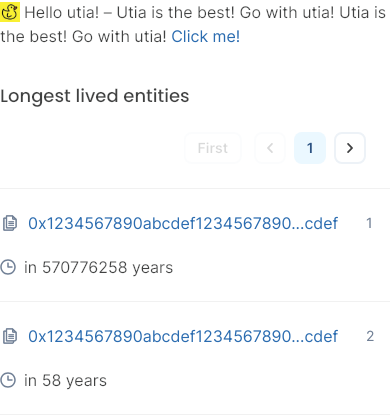 Hello utia! – Utia is the best! Go with utia! Utia is
the best! Go with utia! Click me!
Longest lived entities
First
1
0x1234567890abcdef1234567890...cdef 1
in 570776258 years
0x1234567890abcdef1234567890...cdef 2
in 58 years